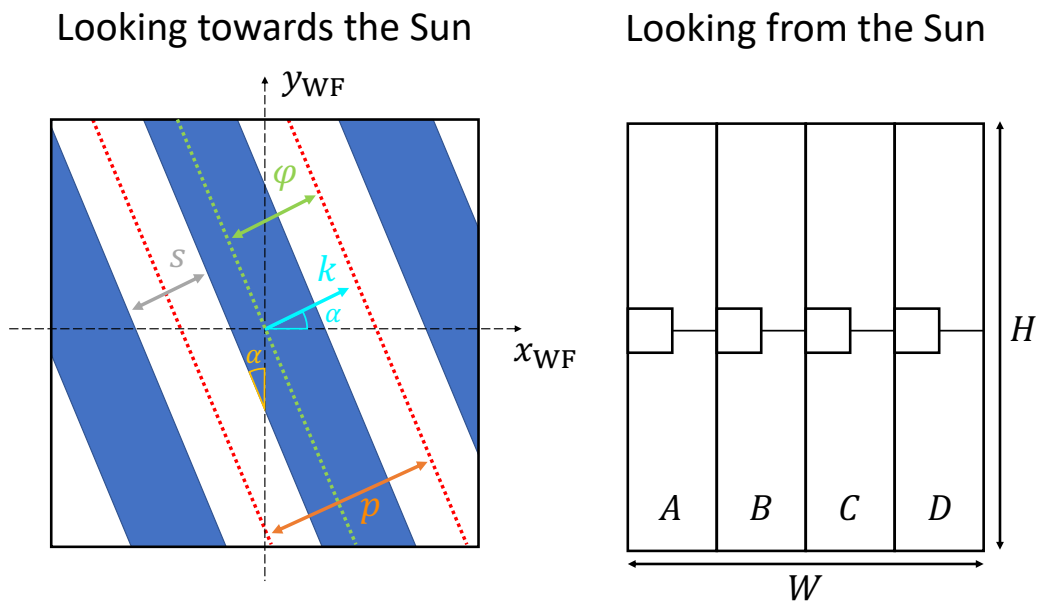 Looking towards the Sun
Looking from the Sun
y_WF
φ
s
k
α
x_WF
α
p
H
A B C D
W